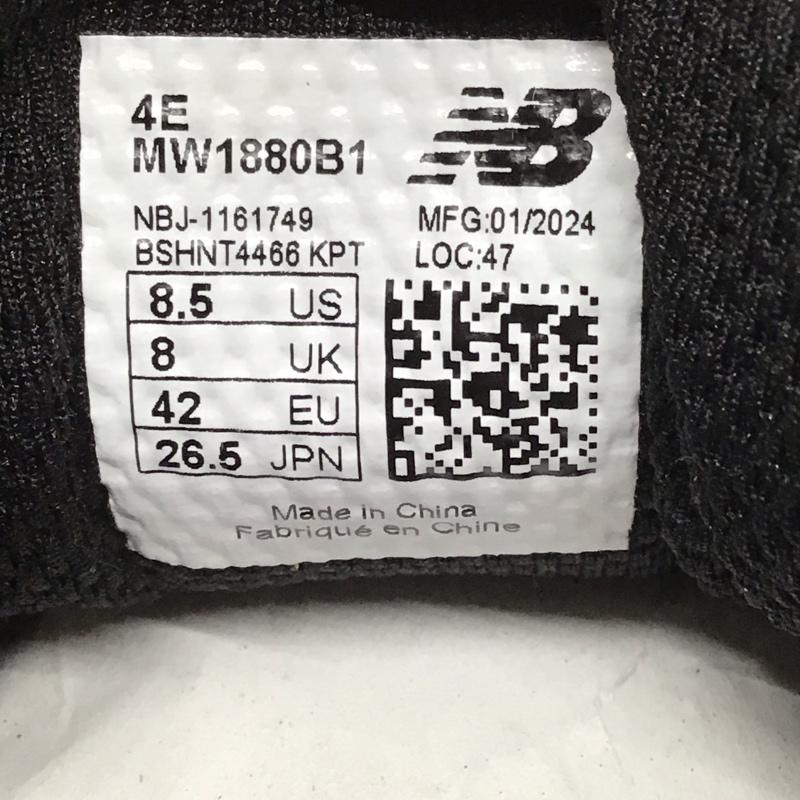 4E
MW1880B1
NB
NBJ-1161749
MFG:01/2024
BSHNT4466 KPT
LOC:47
8.5 US
8 UK
42 EU
26.5 JPN
Made in China
Fabriqué en Chine